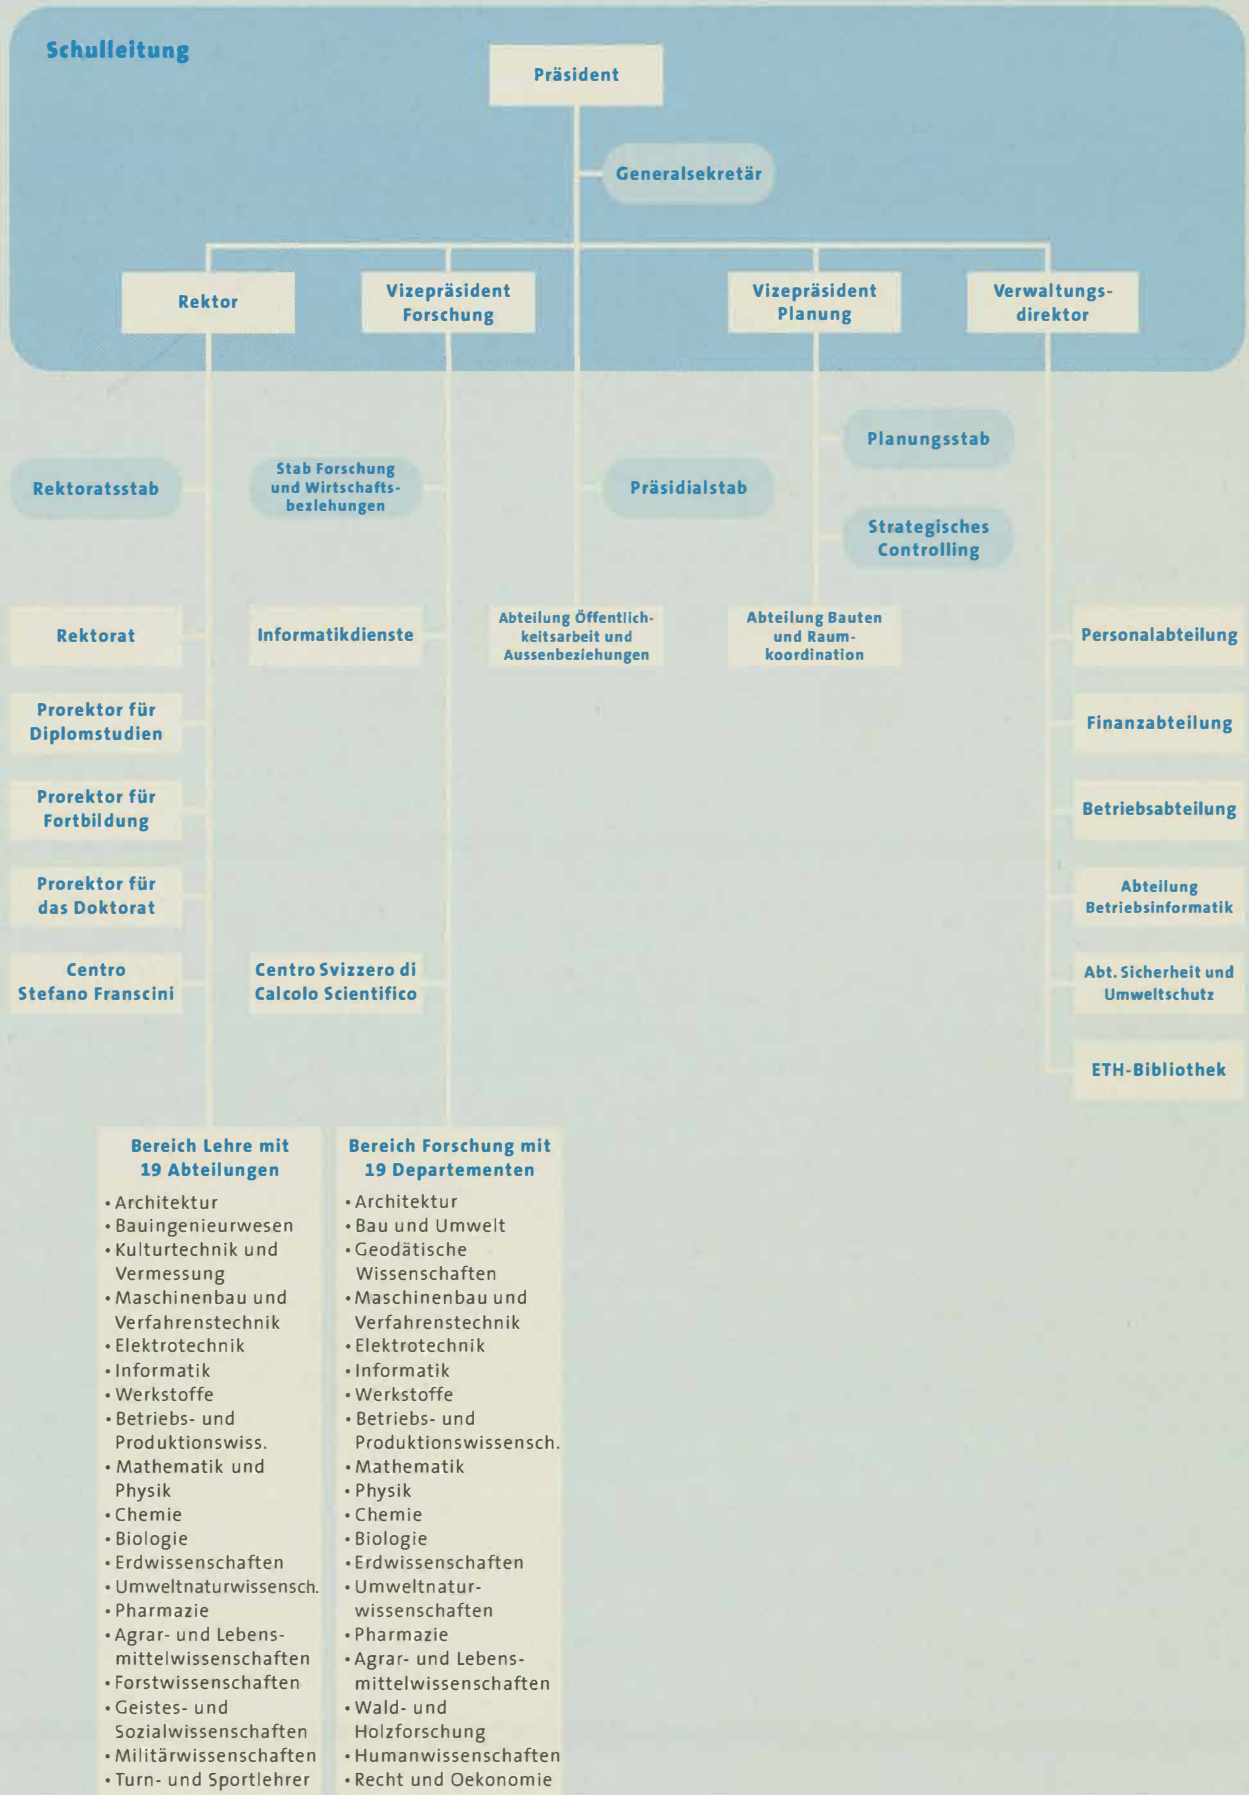 Schulleitung
Präsident
Generalsekretär
Rektor
Vizepräsident
Forschung
Vizepräsident
Planung
Verwaltungs-
direktor
Rektoratsstab
Stab Forschung
und Wirtschafts-
beziehungen
Präsidialstab
Planungsstab
Strategisches
Controlling
Rektorat
Informatikdienste
Abteilung Öffentlich-
keitsarbeit und
Aussenbeziehungen
Abteilung Bauten
und Raum-
koordination
Personalabteilung
Prorektor für
Diplomstudien
Finanzabteilung
Prorektor für
Fortbildung
Betriebsabteilung
Prorektor für
das Doktorat
Abteilung
Betriebsinformatik
Centro
Stefano Franscini
Centro Svizzero di
Calcolo Scientifico
Abt. Sicherheit und
Umweltschutz
ETH-Bibliothek
Bereich Lehre mit
19 Abteilungen
• Architektur
• Bauingenieurwesen
• Kulturtechnik und
Vermessung
• Maschinenbau und
Verfahrenstechnik
• Elektrotechnik
• Informatik
• Werkstoffe
• Betriebs- und
Produktionswiss.
• Mathematik und
Physik
• Chemie
• Biologie
• Erdwissenschaften
• Umweltnaturwissensch.
• Pharmazie
• Agrar- und Lebens-
mittelwissenschaften
• Forstwissenschaften
• Geistes- und
Sozialwissenschaften
• Militärwissenschaften
• Turn- und Sportlehrer
Bereich Forschung mit
19 Departementen
• Architektur
• Bau und Umwelt
• Geodätische
Wissenschaften
• Maschinenbau und
Verfahrenstechnik
• Elektrotechnik
• Informatik
• Werkstoffe
• Betriebs- und
Produktionswissensch.
• Mathematik
• Physik
• Chemie
• Biologie
• Erdwissenschaften
• Umweltnatur-
wissenschaften
• Pharmazie
• Agrar- und Lebens-
mittelwissenschaften
• Wald- und
Holzforschung
• Humanwissenschaften
• Recht und Oekonomie